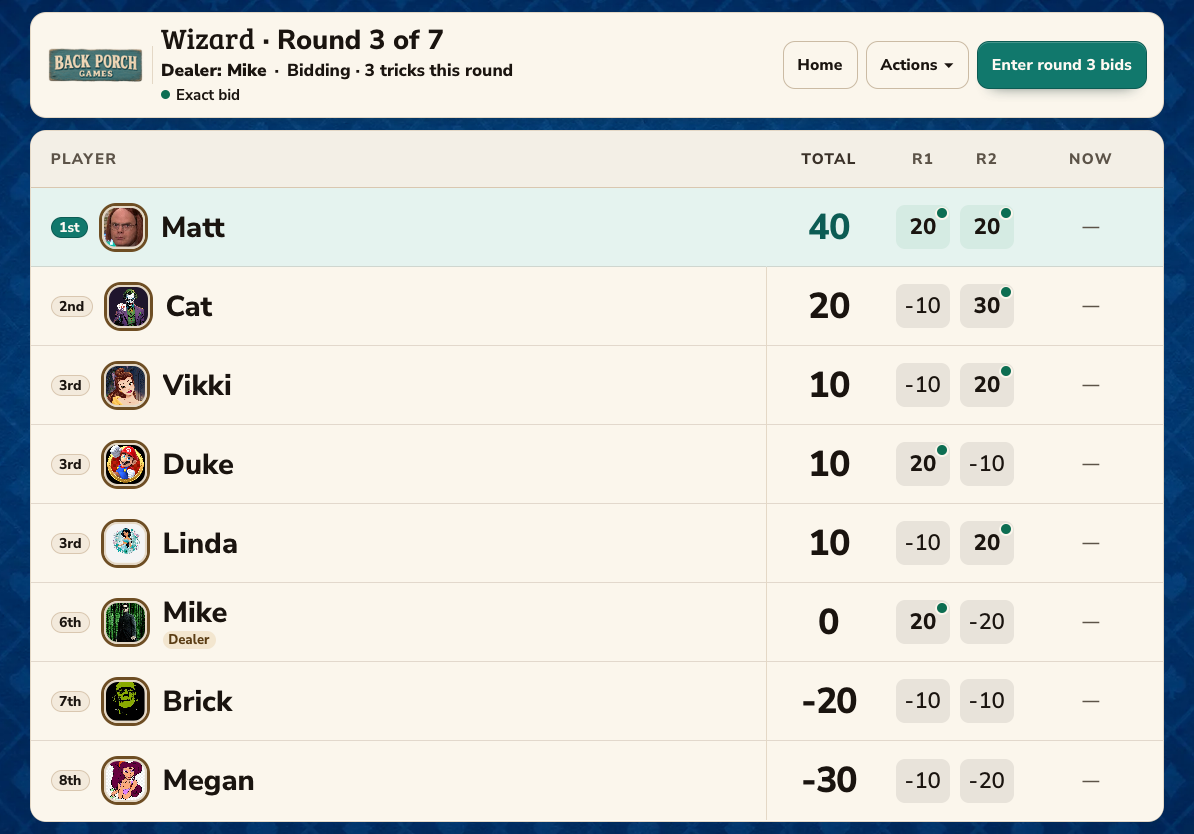 BACK PORCH
GAMES
Wizard · Round 3 of 7
Dealer: Mike · Bidding · 3 tricks this round
Exact bid
Home
Actions
Enter round 3 bids
PLAYER TOTAL R1 R2 NOW
1st Matt 40 20 20 —
2nd Cat 20 -10 30 —
3rd Vikki 10 -10 20 —
3rd Duke 10 20 -10 —
3rd Linda 10 -10 20 —
6th Mike 0 20 -20 —
Dealer
7th Brick -20 -10 -10 —
8th Megan -30 -10 -20 —